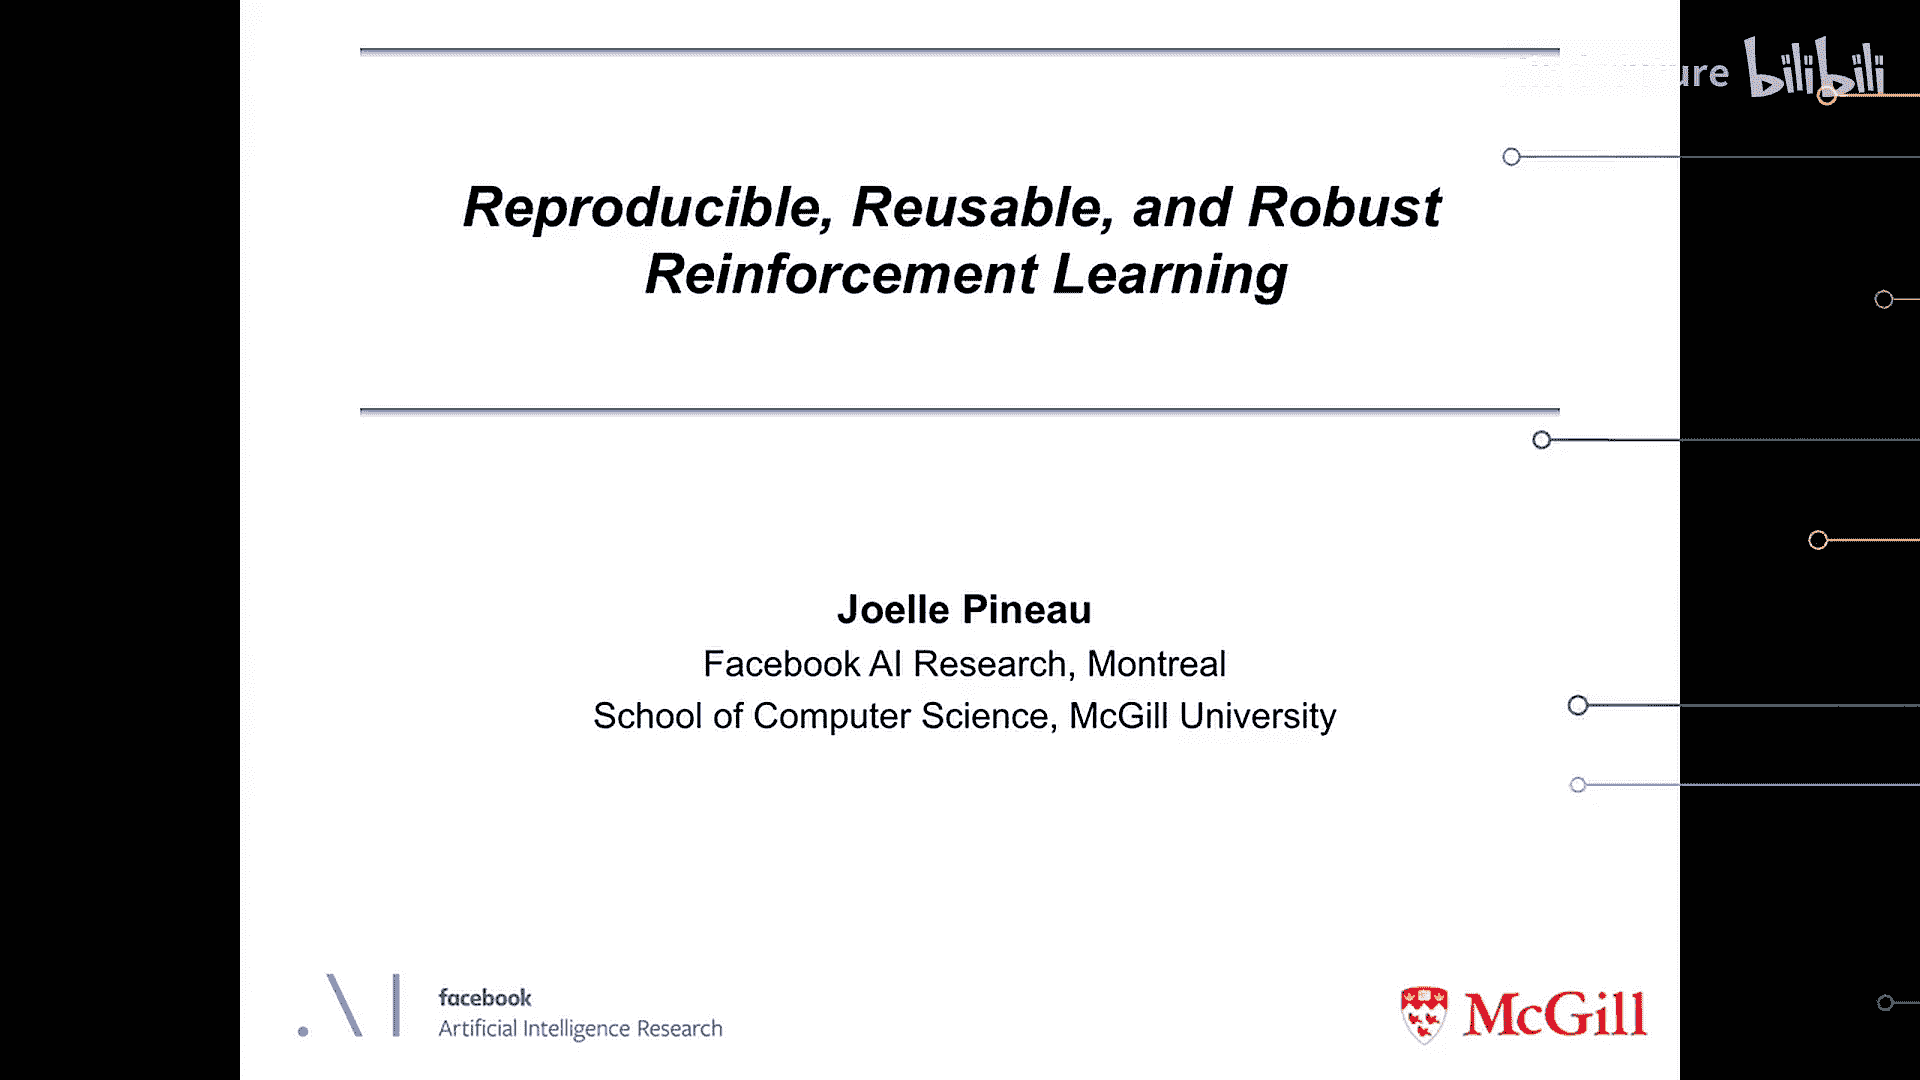 bilibili
Reproducible, Reusable, and Robust
Reinforcement Learning
Joelle Pineau
Facebook AI Research, Montreal
School of Computer Science, McGill University
facebook
Artificial Intelligence Research
McGill